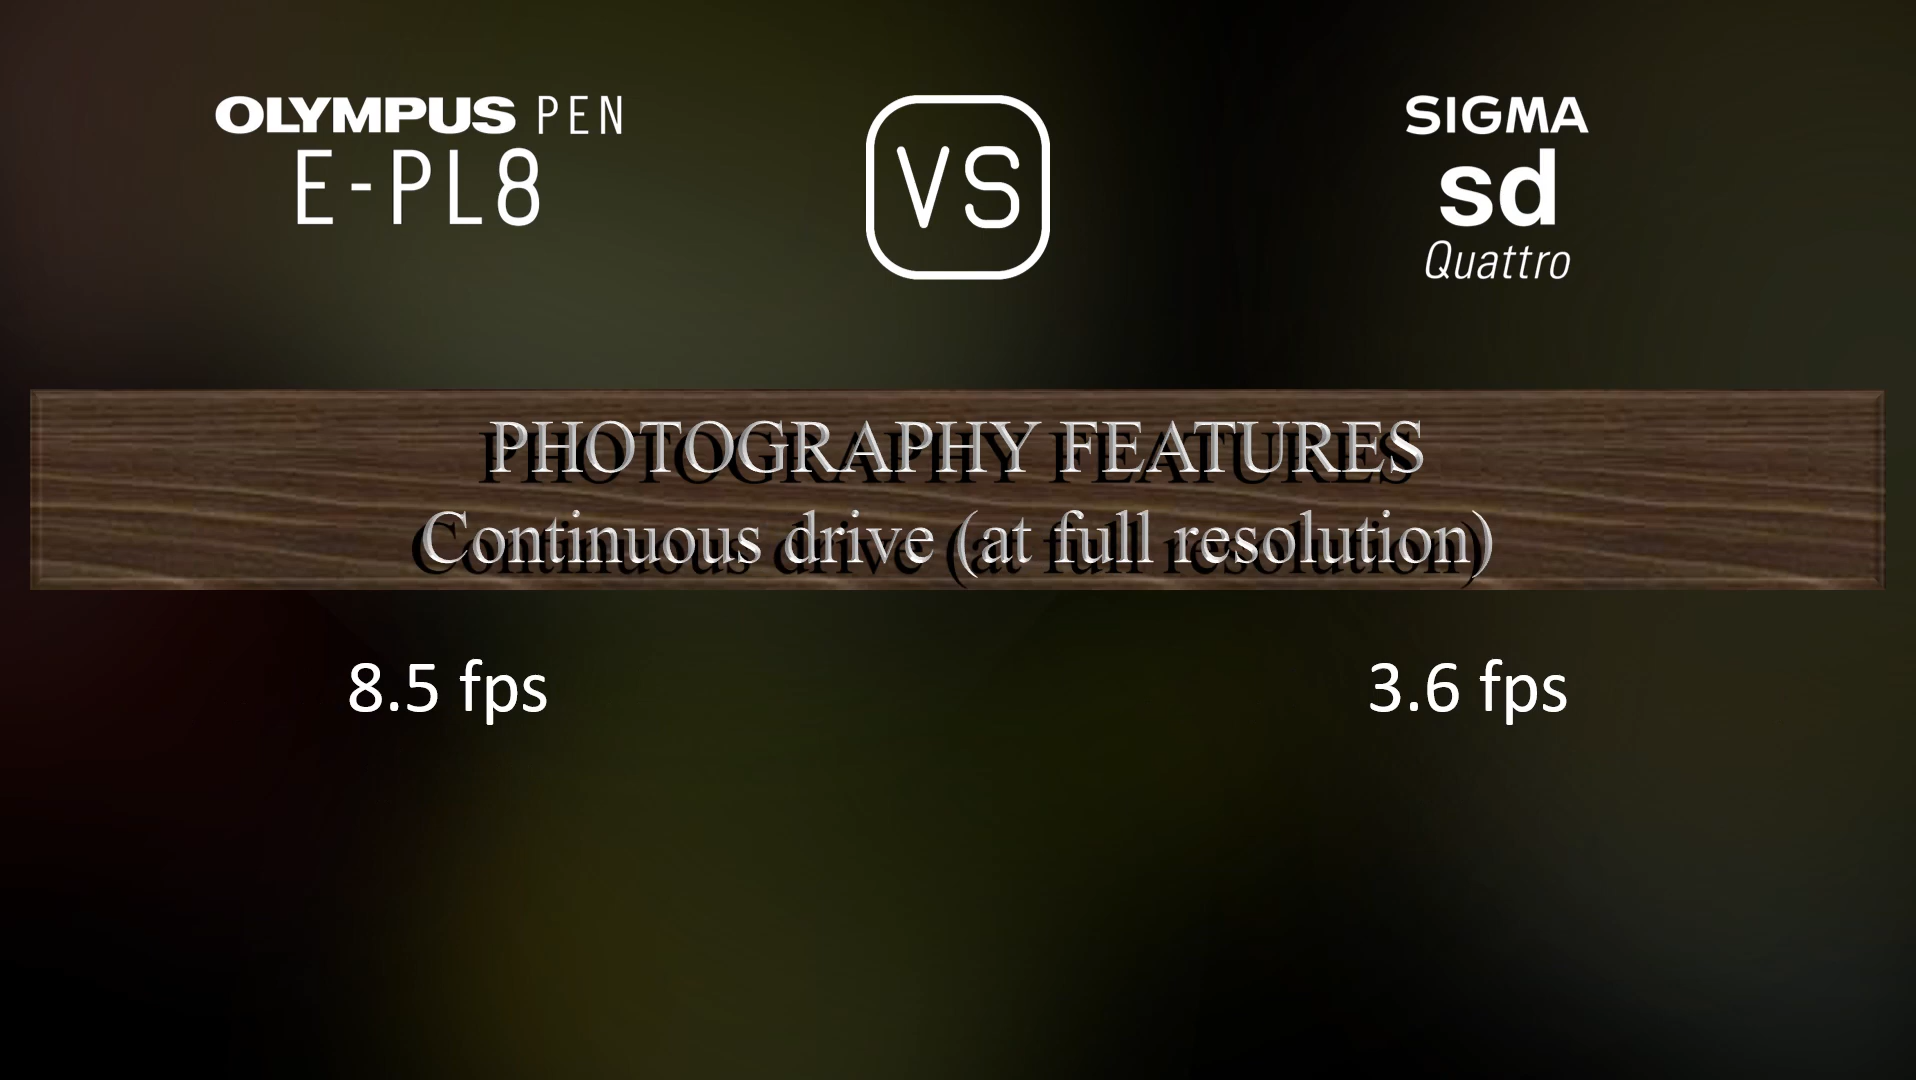 OLYMPUS PEN
E-PL8
VS
SIGMA
sd
Quattro
PHOTOGRAPHY FEATURES
Continuous drive (at full resolution)
8.5 fps
3.6 fps